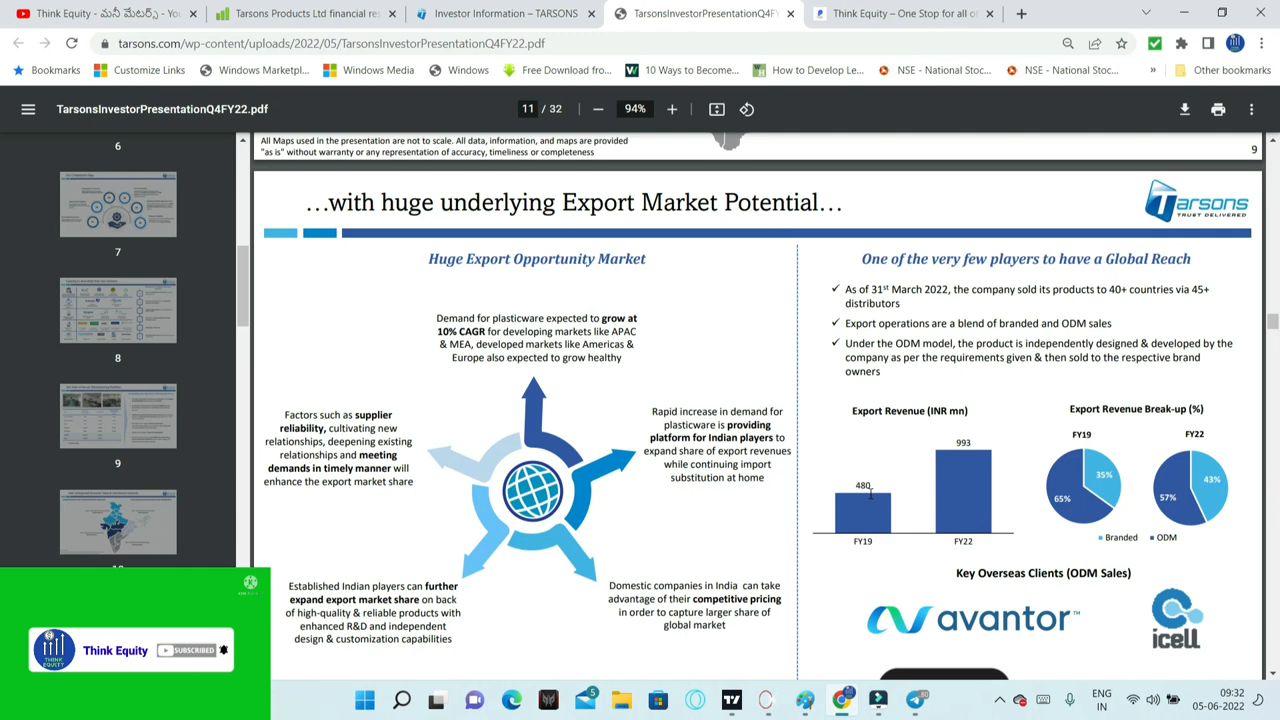 Think Equity - మనీ మేటర్స్ - Yo
Tarsons Products Ltd financial re
Investor Information – TARSONS
TarsonsInvestorPresentationQ4FY
Think Equity – One Stop for all o
tarsons.com/wp-content/uploads/2022/05/TarsonsInvestorPresentationQ4FY22.pdf
Bookmarks
Customize Links
Windows Marketpl...
Windows Media
Windows
Free Download fro...
10 Ways to Become...
How to Develop Le...
NSE - National Stoc...
NSE - National Stoc...
»
Other bookmarks
TarsonsInvestorPresentationQ4FY22.pdf
11 / 32
94%
6
7
8
9
All Maps used in the presentation are not to scale. All data, information, and maps are provided
"as is" without warranty or any representation of accuracy, timeliness or completeness
9
...with huge underlying Export Market Potential...
Tarsons
TRUST DELIVERED
Huge Export Opportunity Market
Demand for plasticware expected to grow at
10% CAGR for developing markets like APAC
& MEA, developed markets like Americas &
Europe also expected to grow healthy
Factors such as supplier
reliability, cultivating new
relationships, deepening existing
relationships and meeting
demands in timely manner will
enhance the export market share
Rapid increase in demand for
plasticware is providing
platform for Indian players to
expand share of export revenues
while continuing import
substitution at home
Established Indian players can further
expand export market share on back
of high-quality & reliable products with
enhanced R&D and independent
design & customization capabilities
Domestic companies in India can take
advantage of their competitive pricing
in order to capture larger share of
global market
One of the very few players to have a Global Reach
As of 31st March 2022, the company sold its products to 40+ countries via 45+
distributors
Export operations are a blend of branded and ODM sales
Under the ODM model, the product is independently designed & developed by the
company as per the requirements given & then sold to the respective brand
owners
Export Revenue (INR mn)
480
993
FY19
FY22
Export Revenue Break-up (%)
FY19
FY22
35%
65%
43%
57%
Branded
ODM
Key Overseas Clients (ODM Sales)
avantor™
icell
THINK EQUITY
Think Equity
SUBSCRIBED
5
80
ENG
IN
09:32
05-06-2022